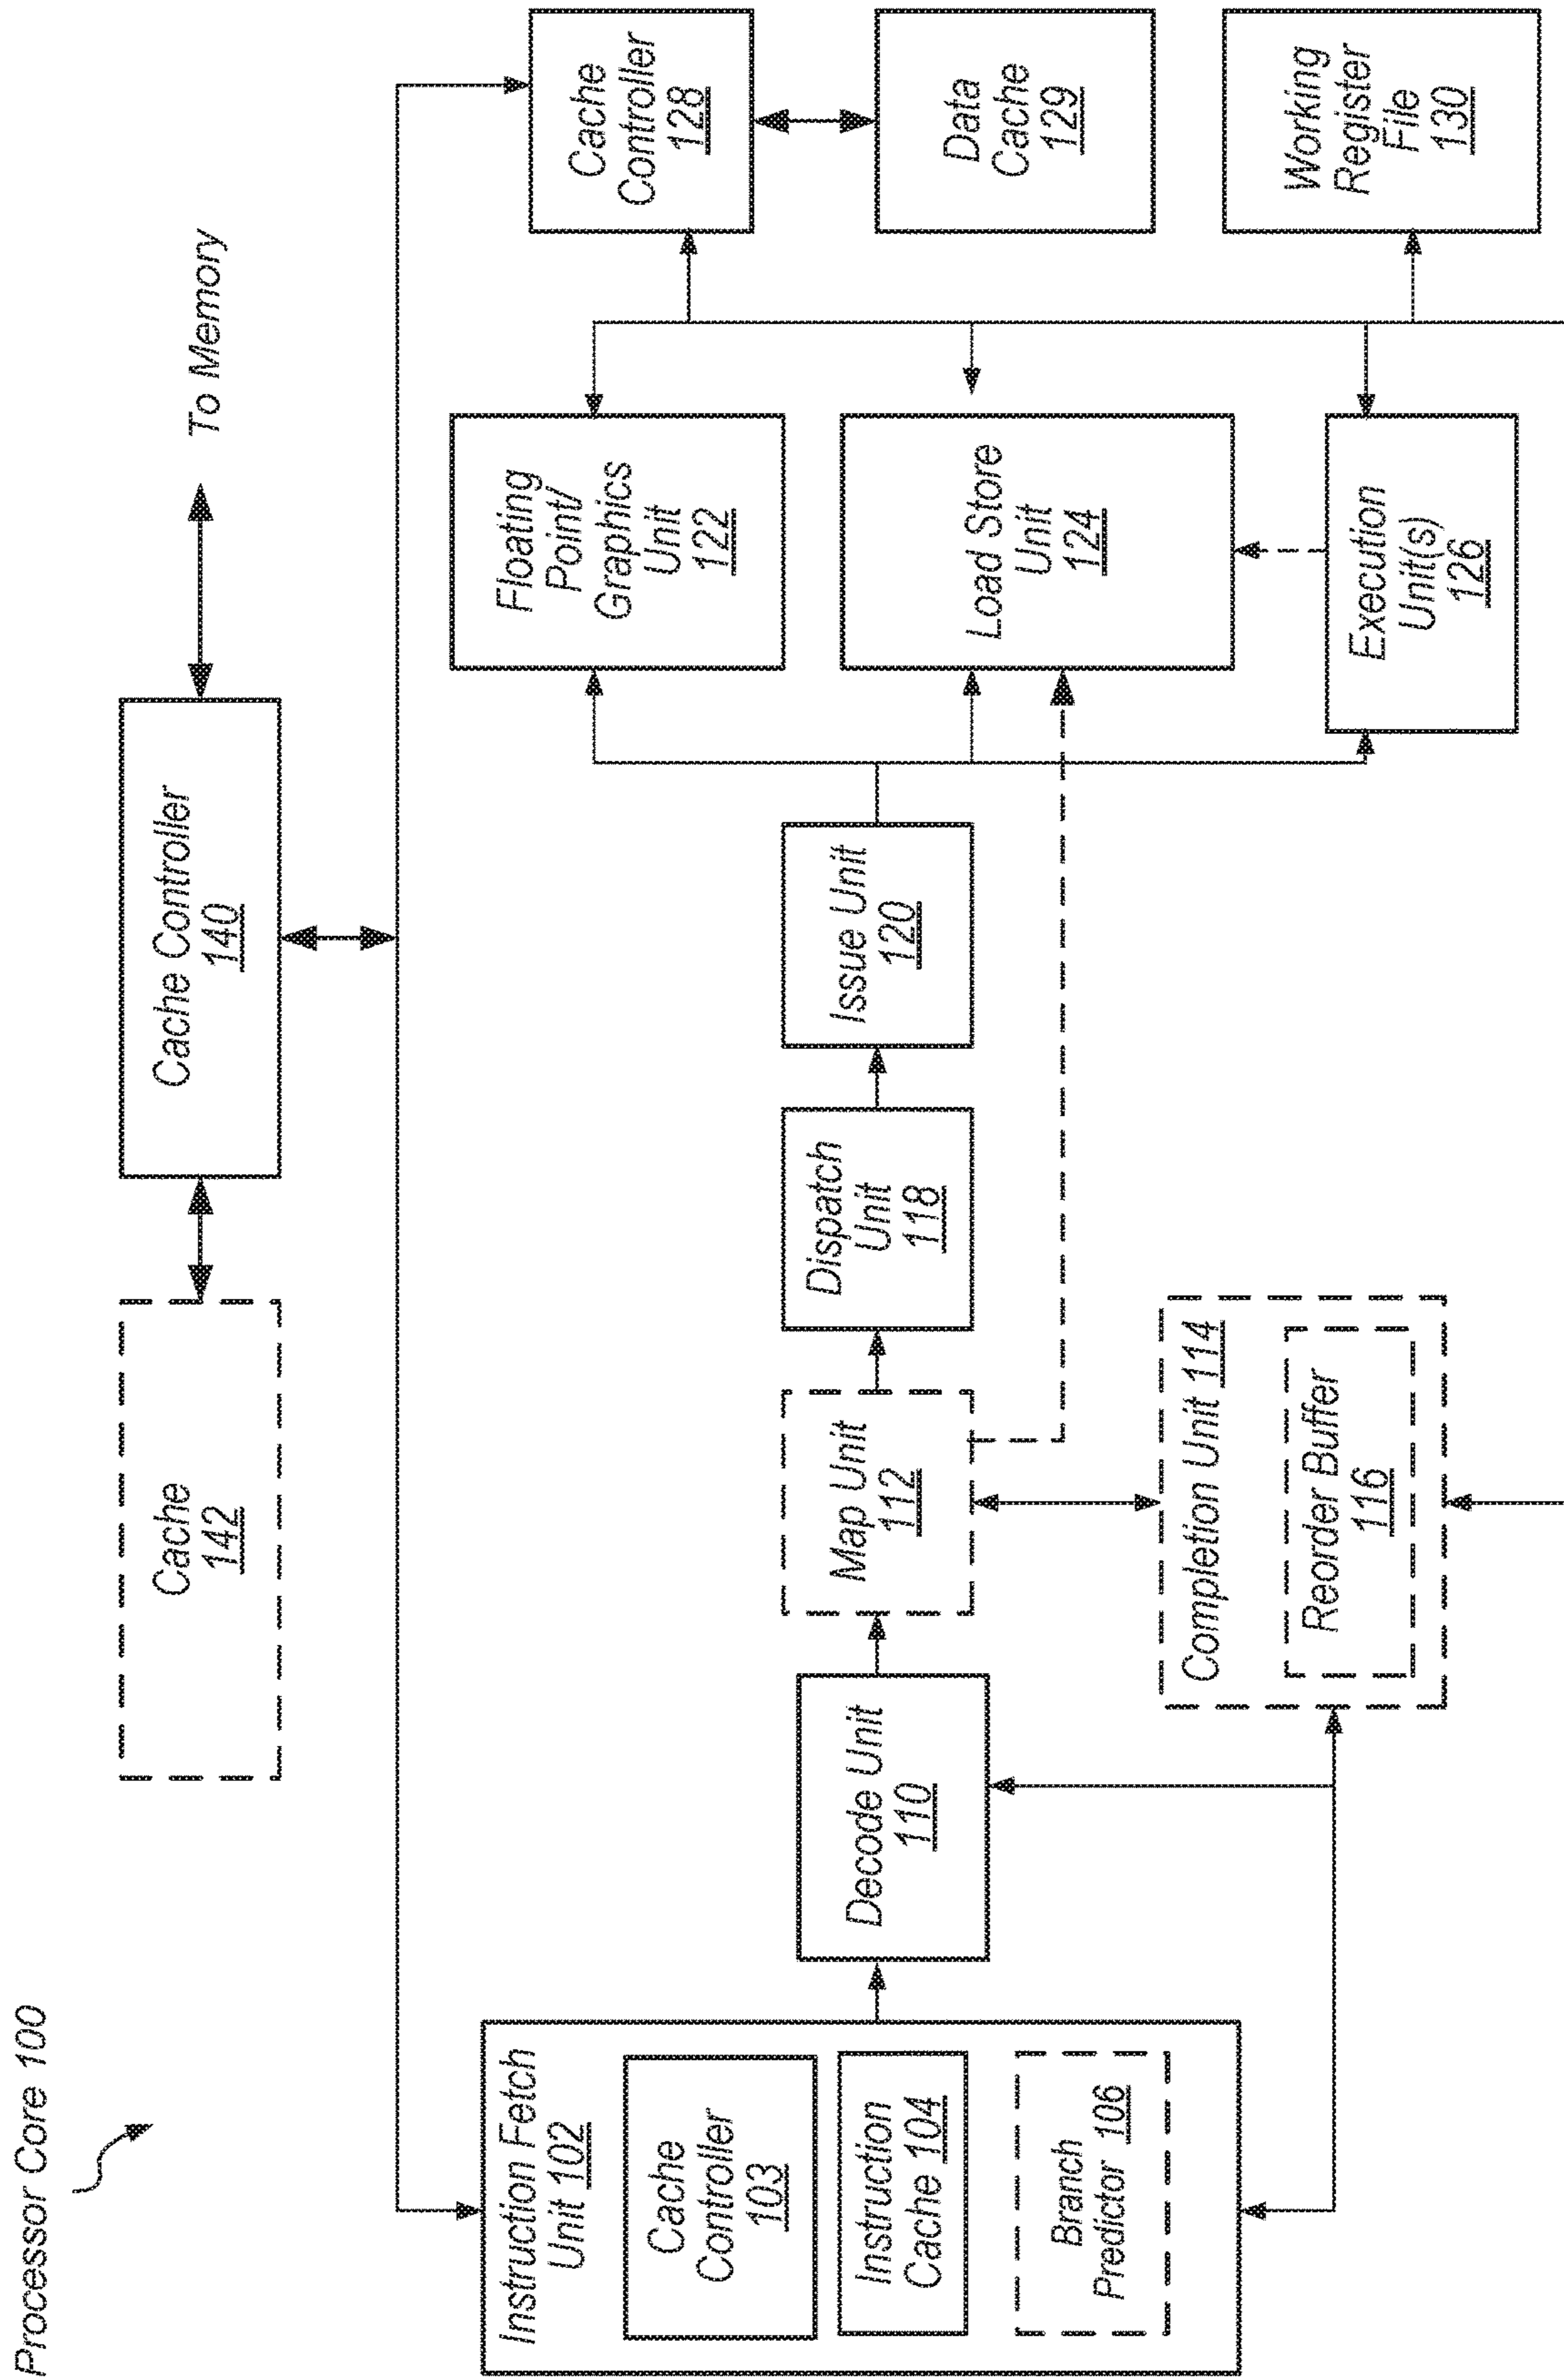 Processor Core 100
Cache
142
Cache Controller
140
To Memory
Instruction Fetch
Unit 102
Cache
Controller
103
Instruction
Cache 104
Branch
Predictor 106
Decode Unit
110
Map Unit
112
Dispatch
Unit
118
Issue Unit
120
Completion Unit 114
Reorder Buffer
116
Floating
Point/
Graphics
Unit
122
Load Store
Unit
124
Execution
Unit(s)
126
Cache
Controller
128
Data
Cache
129
Working
Register
File
130